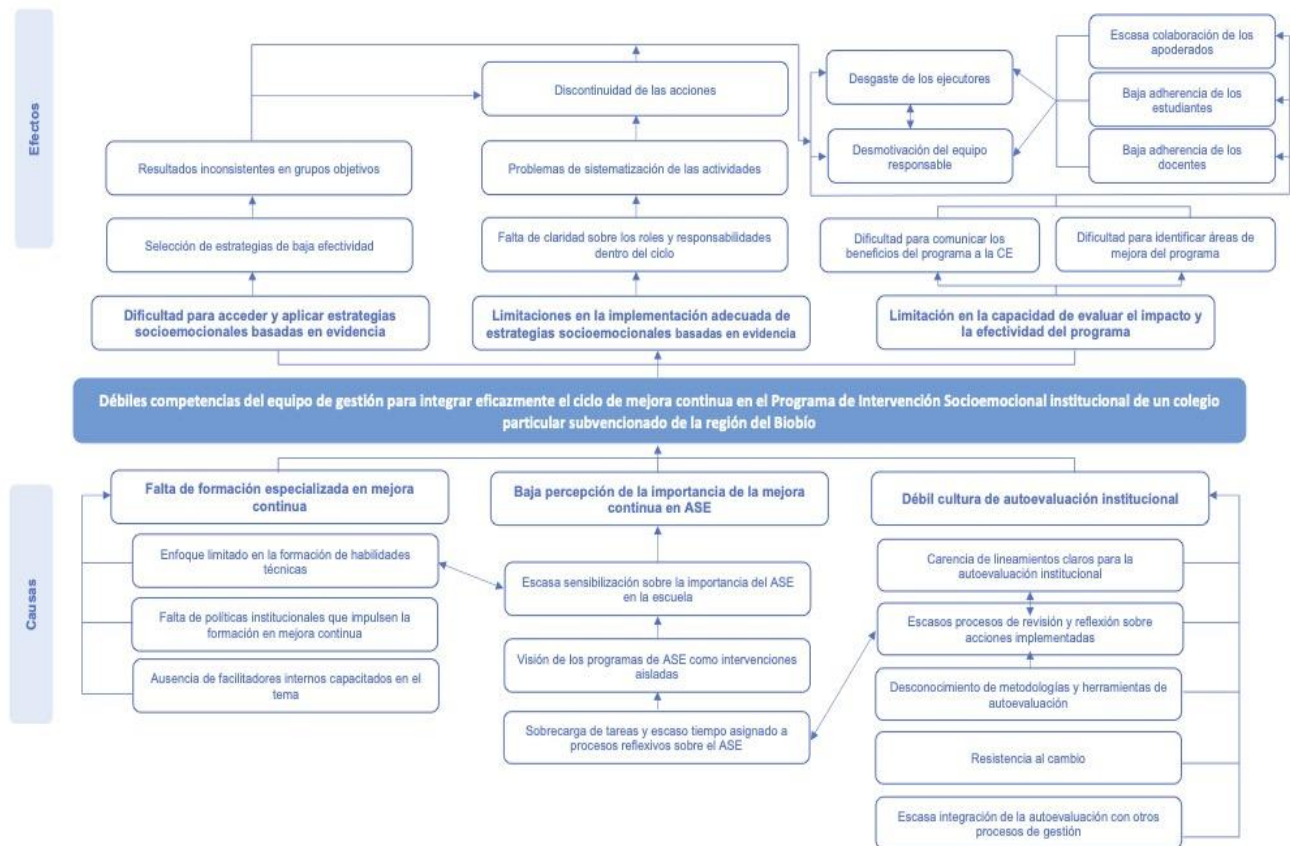 Efectos
Escasa colaboración de los
apoderados
Desgaste de los ejecutores
Discontinuidad de las acciones
Baja adherencia de los
estudiantes
Desmotivación del equipo
responsable
Baja adherencia de los
docentes
Resultados inconsistentes en grupos objetivos
Problemas de sistematización de las actividades
Selección de estrategias de baja efectividad
Falta de claridad sobre los roles y responsabilidades
dentro del ciclo
Dificultad para comunicar los
beneficios del programa a la CE
Dificultad para identificar áreas de
mejora del programa
Dificultad para acceder y aplicar estrategias
socioemocionales basadas en evidencia
Limitaciones en la implementación adecuada de
estrategias socioemocionales basadas en evidencia
Limitación en la capacidad de evaluar el impacto y
la efectividad del programa
Débiles competencias del equipo de gestión para integrar eficazmente el ciclo de mejora continua en el Programa de Intervención Socioemocional institucional de un colegio
particular subvencionado de la región del Biobío
Causas
Falta de formación especializada en mejora
continua
Enfoque limitado en la formación de habilidades
técnicas
Falta de políticas institucionales que impulsen la
formación en mejora continua
Ausencia de facilitadores internos capacitados en el
tema
Baja percepción de la importancia de la mejora
continua en ASE
Escasa sensibilización sobre la importancia del ASE
en la escuela
Visión de los programas de ASE como intervenciones
aisladas
Sobrecarga de tareas y escaso tiempo asignado a
procesos reflexivos sobre el ASE
Débil cultura de autoevaluación institucional
Carencia de lineamientos claros para la
autoevaluación institucional
Escasos procesos de revisión y reflexión sobre
acciones implementadas
Desconocimiento de metodologías y herramientas de
autoevaluación
Resistencia al cambio
Escasa integración de la autoevaluación con otros
procesos de gestión